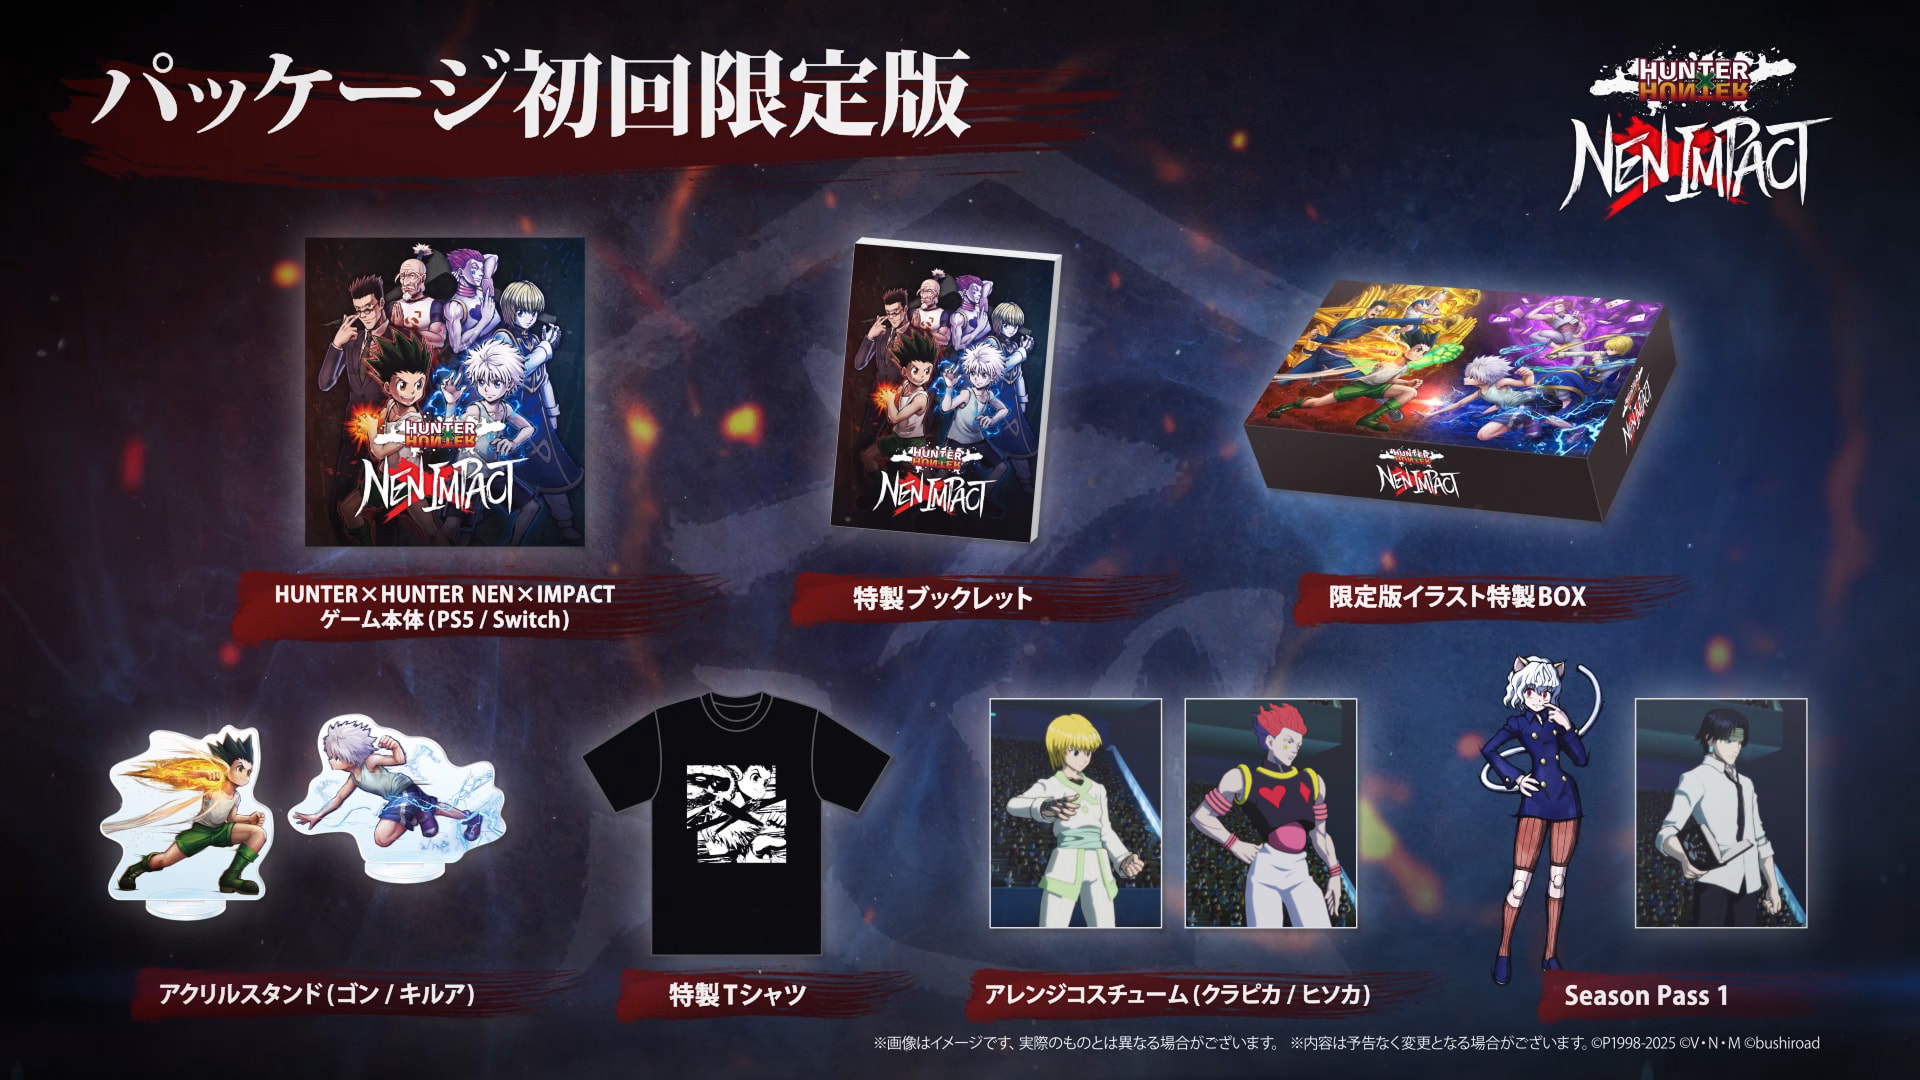 パッケージ初回限定版
HUNTER
HUNTER
NEN IMPACT
HUNTER
HUNTER
NEN IMPACT
HUNTER
HUNTER
NEN IMPACT
HUNTER
HUNTER
NEN IMPACT
NEN IMPACT
HUNTER×HUNTER NEN×IMPACT
ゲーム本体(PS5 / Switch)
特製ブックレット
限定版イラスト特製BOX
アクリルスタンド(ゴン / キルア)
特製Tシャツ
アレンジコスチューム(クラピカ / ヒソカ)
Season Pass 1
※画像はイメージです、実際のものとは異なる場合がございます。 ※内容は予告なく変更となる場合がございます。©P1998-2025 ©V・N・M ©bushiroad